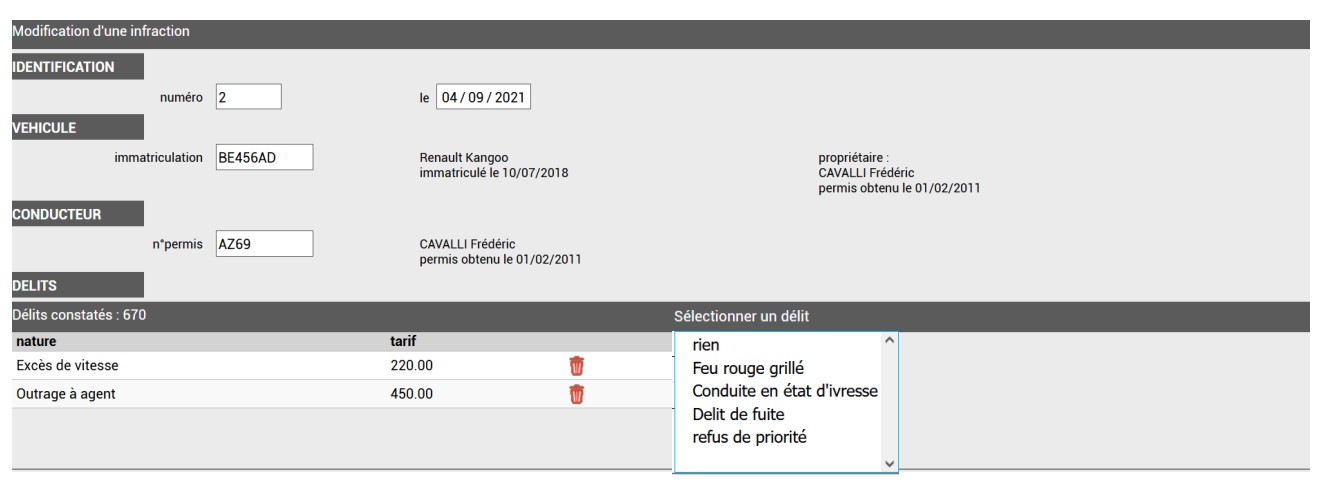 Modification d'une infraction
IDENTIFICATION
numéro 2 le 04 / 09 / 2021
VEHICULE
immatriculation BE456AD Renault Kangoo propriétaire :
immatriculé le 10/07/2018 CAVALLI Frédéric
permis obtenu le 01/02/2011
CONDUCTEUR
n°permis AZ69 CAVALLI Frédéric
permis obtenu le 01/02/2011
DELITS
Délits constatés : 670 Sélectionner un délit
nature tarif
Excès de vitesse 220.00
Outrage à agent 450.00
rien
Feu rouge grillé
Conduite en état d'ivresse
Delit de fuite
refus de priorité